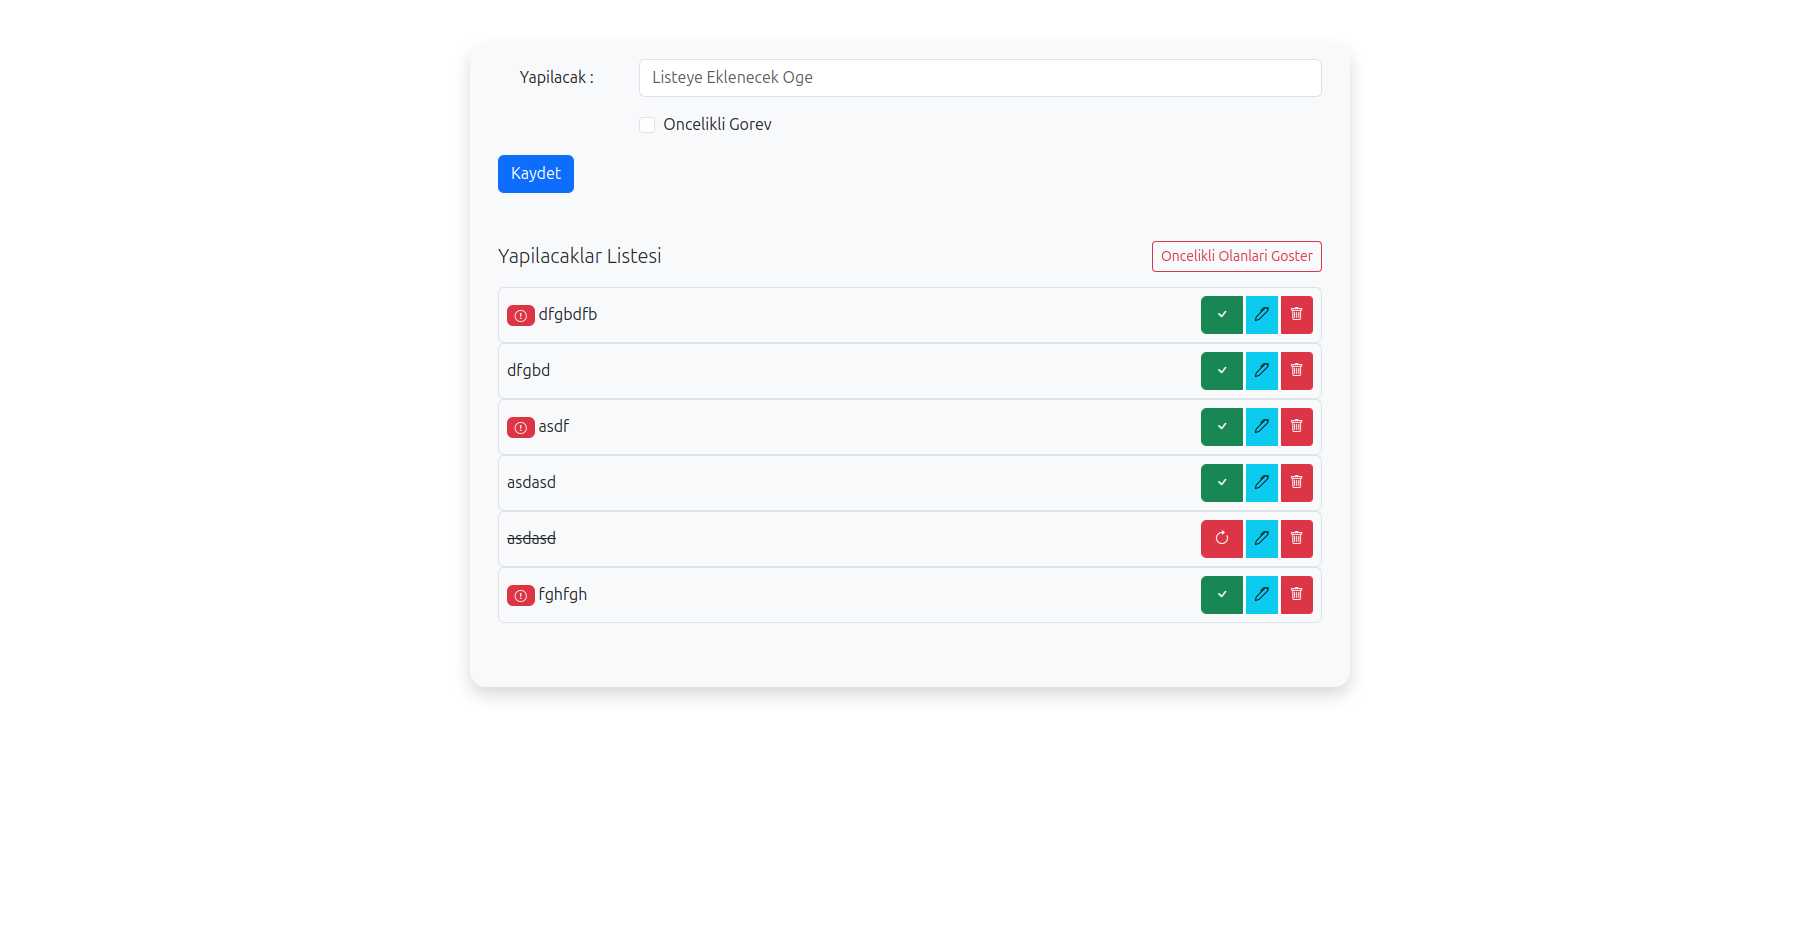 Yapilacak :
Listeye Eklenecek Oge
Oncelikli Gorev
Kaydet
Yapilacaklar Listesi
Oncelikli Olanlari Goster
dfgbdfb
dfgbd
asdf
asdasd
asdasd
fghfgh